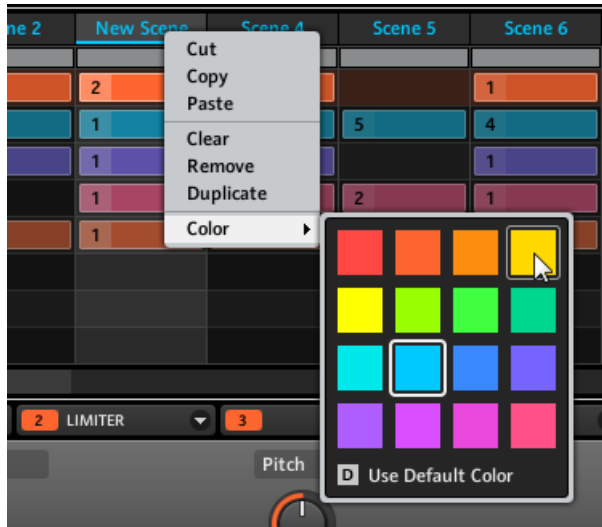 ne 2 New Scene Scene 4 Scene 5 Scene 6
Cut
Copy
Paste
Clear
Remove
Duplicate
Color
2 1
1 5 4
1 1
1 2 1
1
D Use Default Color
2 LIMITER 3
Pitch